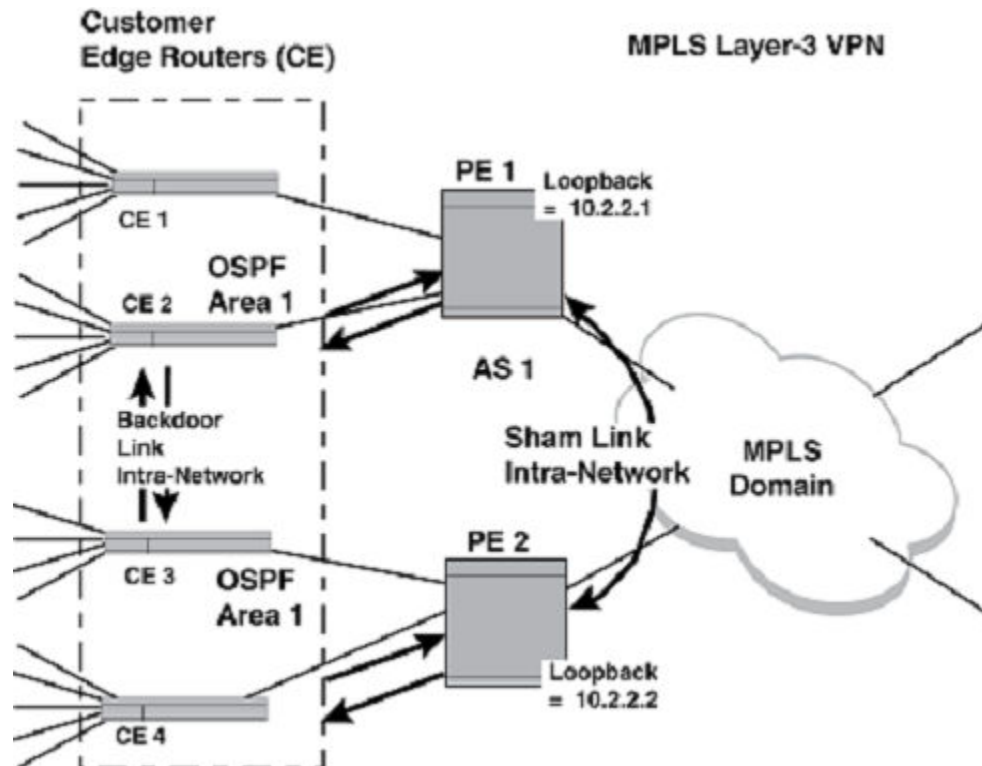 Customer
Edge Routers (CE)
MPLS Layer-3 VPN
PE 1
Loopback
= 10.2.2.1
CE 1
OSPF
Area 1
CE 2
AS 1
Backdoor
Link
Intra-Network
Sham Link
Intra-Network
MPLS
Domain
PE 2
CE 3
OSPF
Area 1
Loopback
= 10.2.2.2
CE 4